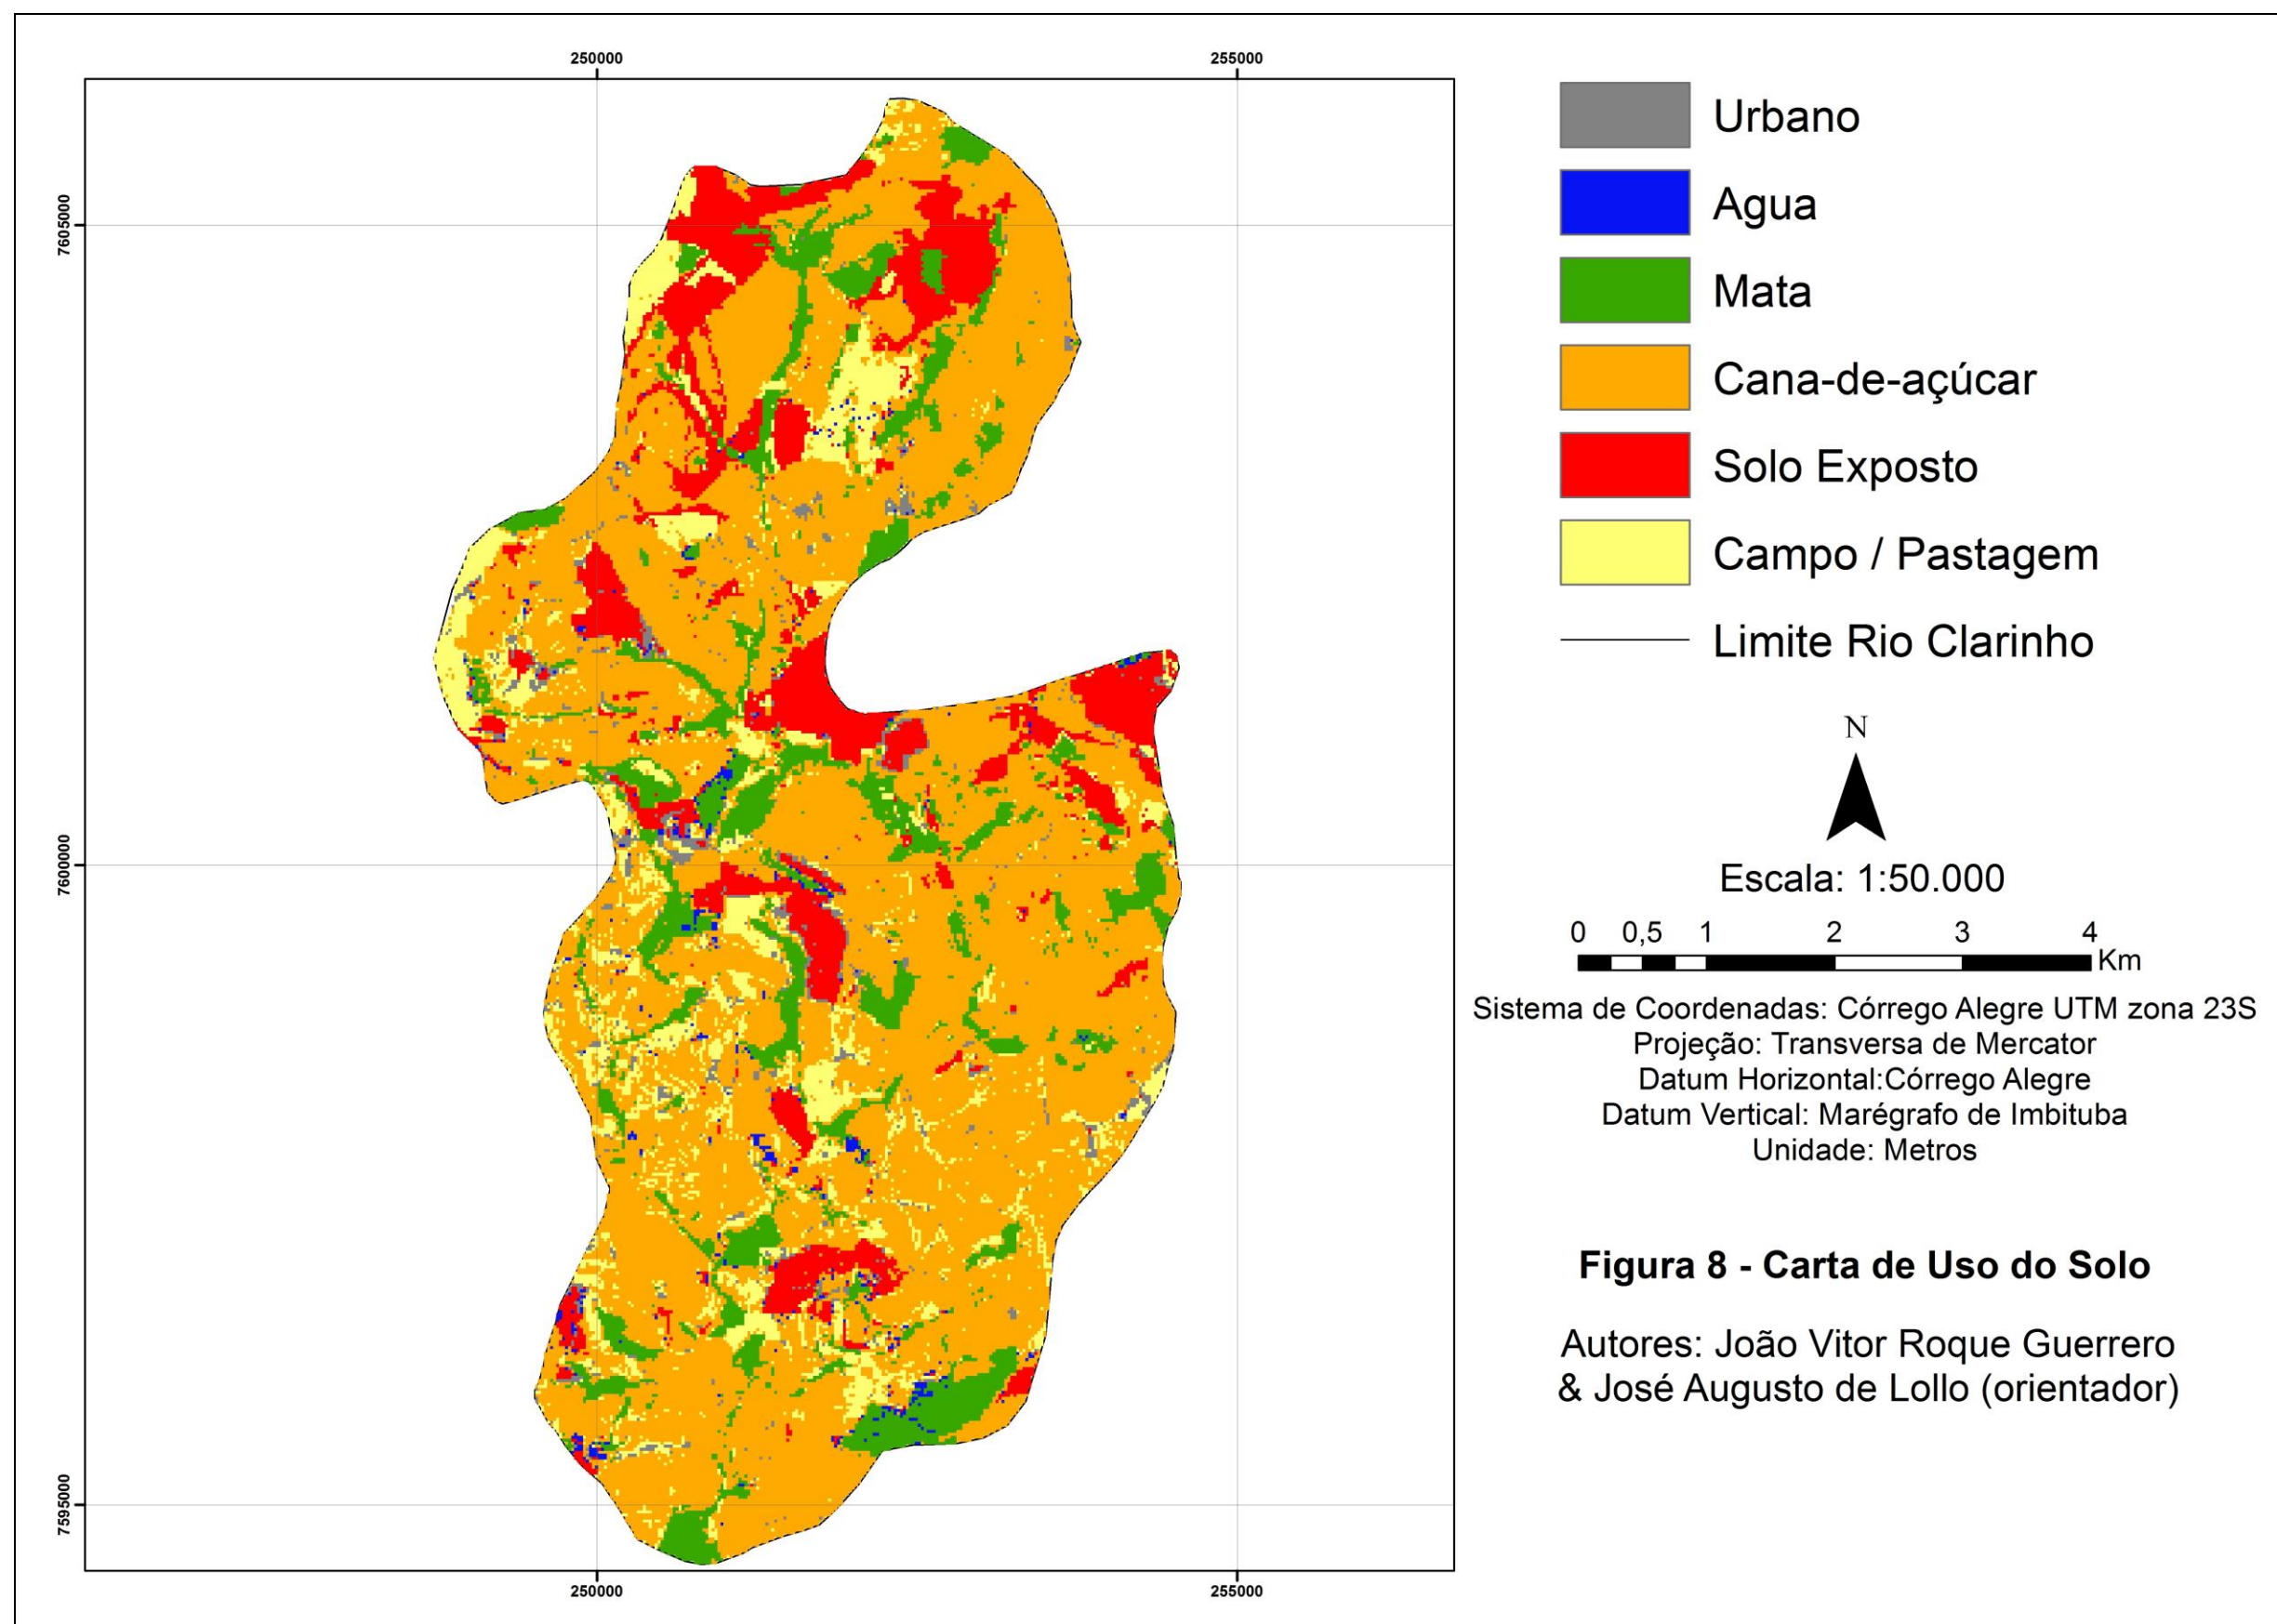 250000
255000
7605000
7600000
7595000
250000
255000
Urbano
Agua
Mata
Cana-de-açúcar
Solo Exposto
Campo / Pastagem
Limite Rio Clarinho
N
Escala: 1:50.000
0 0,5 1 2 3 4
Km
Sistema de Coordenadas: Córrego Alegre UTM zona 23S
Projeção: Transversa de Mercator
Datum Horizontal:Córrego Alegre
Datum Vertical: Marégrafo de Imbituba
Unidade: Metros
Figura 8 - Carta de Uso do Solo
Autores: João Vitor Roque Guerrero
& José Augusto de Lollo (orientador)